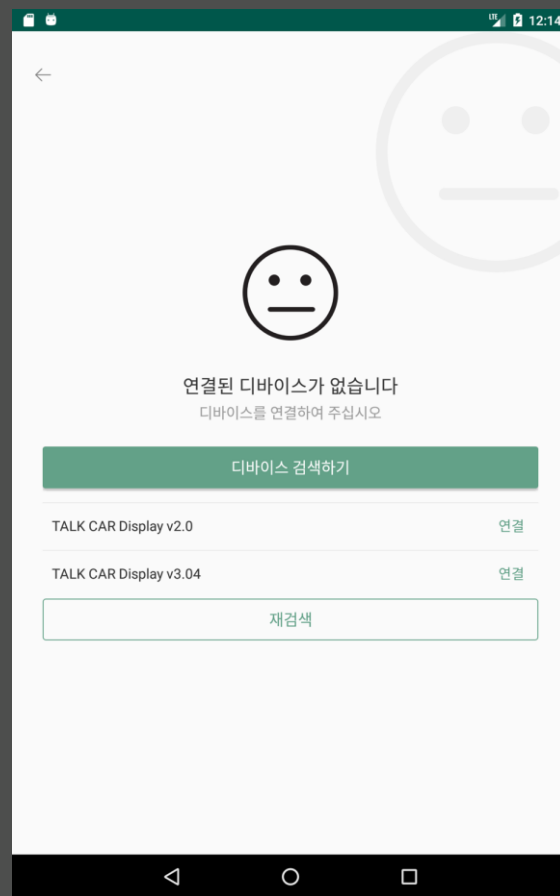 LTE 12:14
연결된 디바이스가 없습니다
디바이스를 연결하여 주십시오
디바이스 검색하기
TALK CAR Display v2.0 연결
TALK CAR Display v3.04 연결
재검색